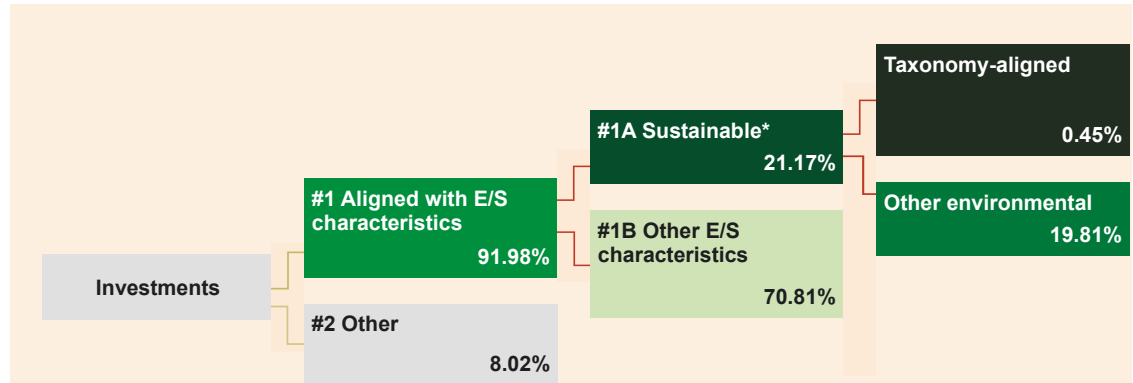 Investments
#1 Aligned with E/S
characteristics
91.98%
#2 Other
8.02%
#1A Sustainable*
21.17%
#1B Other E/S
characteristics
70.81%
Taxonomy-aligned
0.45%
Other environmental
19.81%